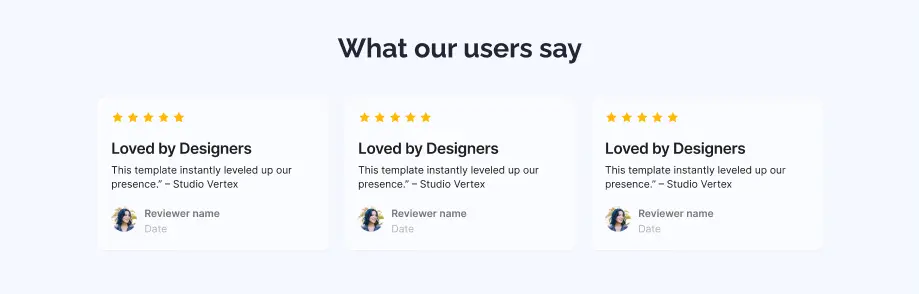 What our users say
Loved by Designers
This template instantly leveled up our
presence.” – Studio Vertex
Reviewer name
Date
Loved by Designers
This template instantly leveled up our
presence.” – Studio Vertex
Reviewer name
Date
Loved by Designers
This template instantly leveled up our
presence.” – Studio Vertex
Reviewer name
Date